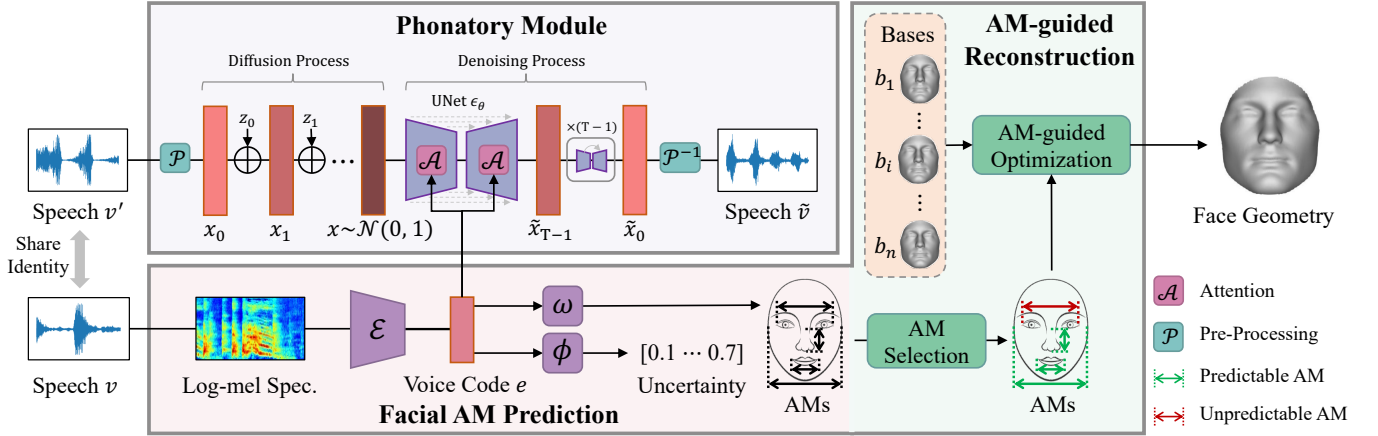 Phonatory Module
Diffusion Process
Denoising Process
UNet ϵ_θ
z_0
z_1
×(T − 1)
𝒫
...
𝒜
𝒜
𝒫^{-1}
Speech v′
x_0
x_1
x~𝒩(0, 1)
x̃_{T−1}
x̃_0
Speech ṽ
Share
Identity
Speech v
Log-mel Spec.
ℰ
Voice Code e
ω
ϕ
[0.1 ⋯ 0.7]
Uncertainty
AMs
Facial AM Prediction
AM-guided
Reconstruction
Bases
b_1
⋮
b_i
⋮
b_n
AM-guided
Optimization
AM
Selection
AMs
Face Geometry
𝒜 Attention
𝒫 Pre-Processing
Predictable AM
Unpredictable AM